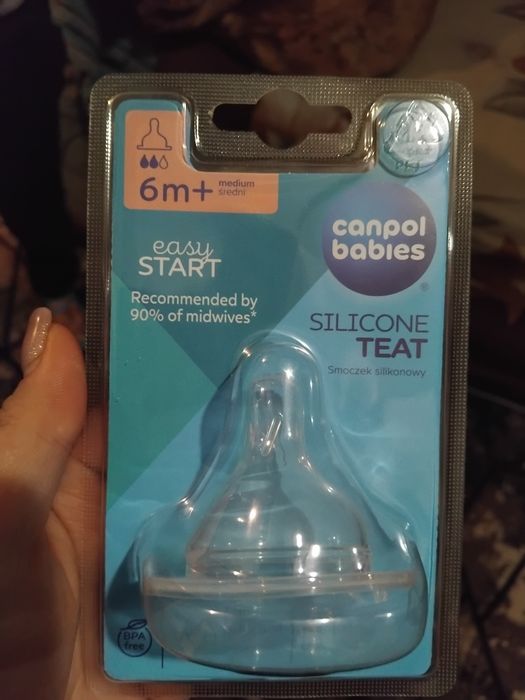 6m+
medium
średni
canpol
babies
®
easy
START
Recommended by
90% of midwives*
SILICONE
TEAT
Smoczek silikonowy
BPA
free